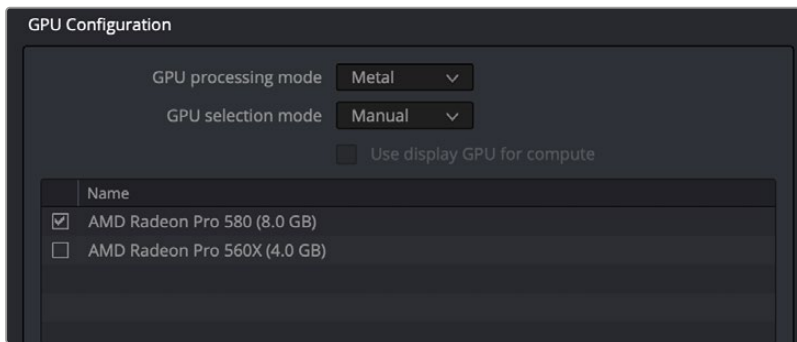 GPU Configuration
GPU processing mode Metal
GPU selection mode Manual
Use display GPU for compute
Name
AMD Radeon Pro 580 (8.0 GB)
AMD Radeon Pro 560X (4.0 GB)